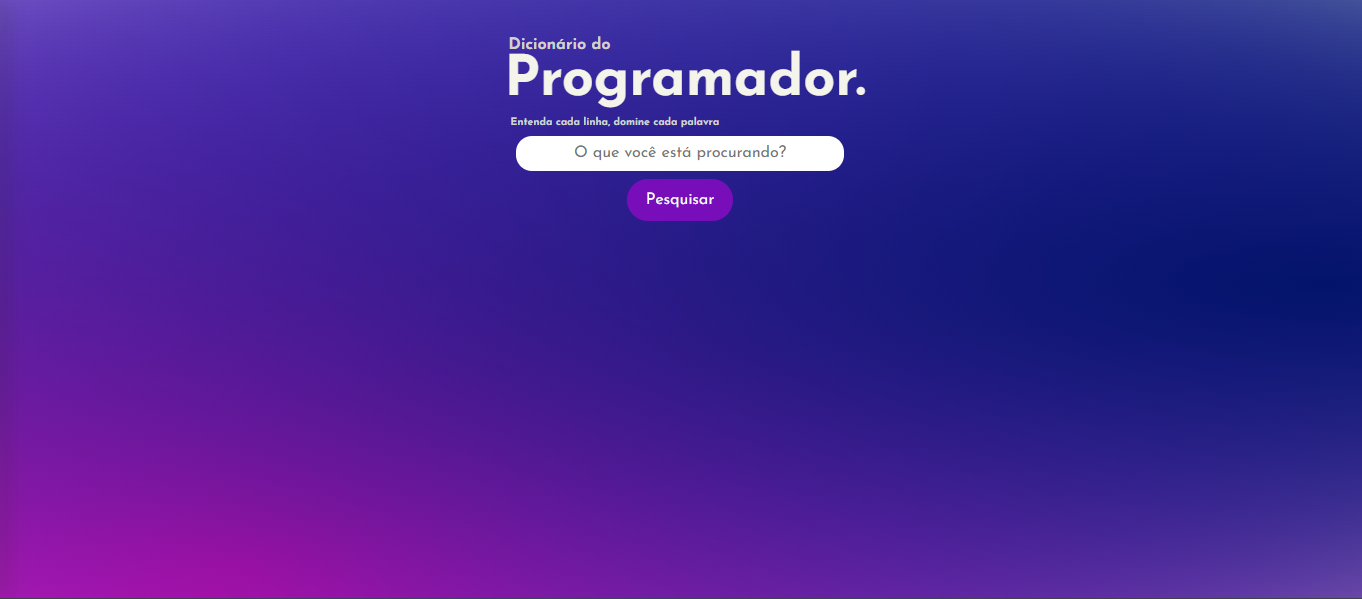 Dicionário do
Programador.
Entenda cada linha, domine cada palavra
O que você está procurando?
Pesquisar